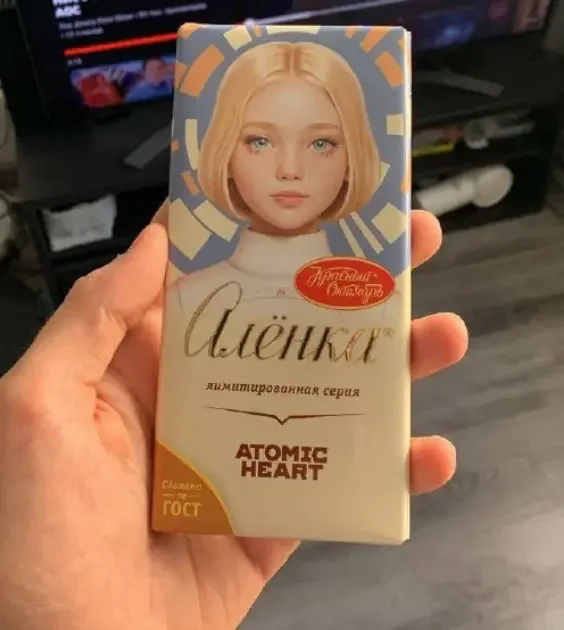 Красный
Октябрь
Алёнка®
лимитированная серия
ATOMIC
HEART
Сделано
по
ГОСТ